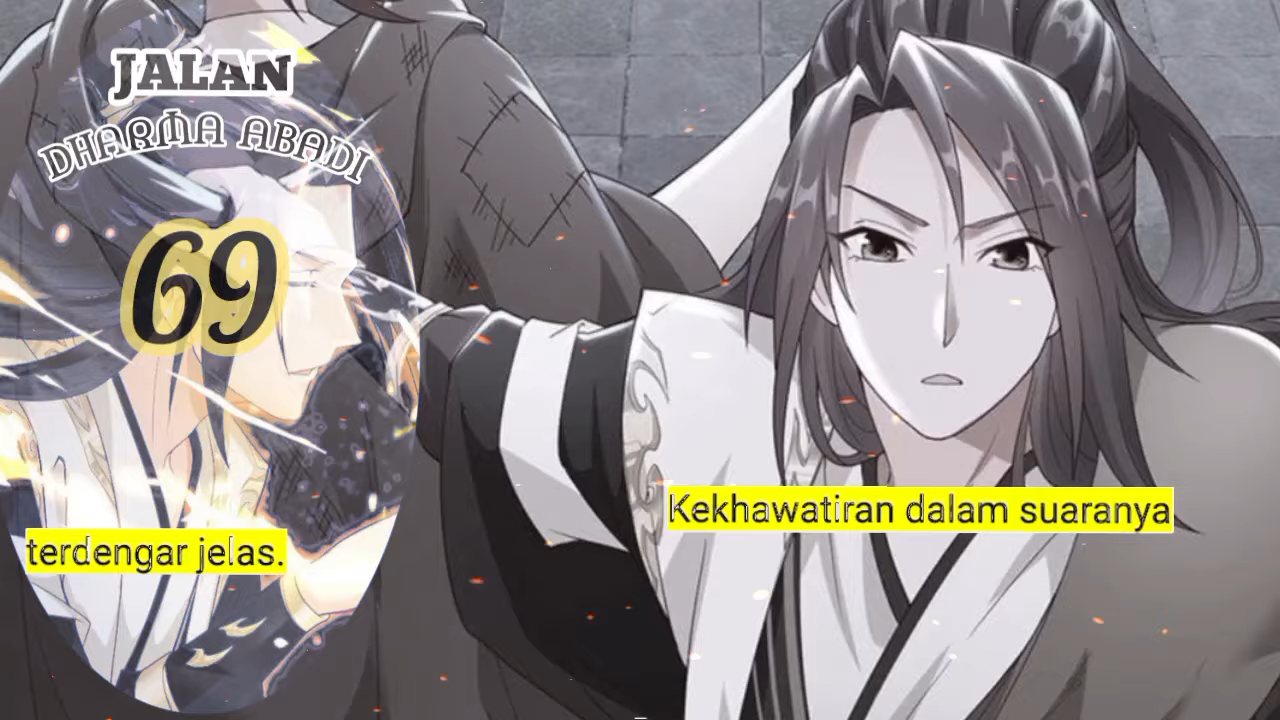 JALAN
DHARMA ABADI
69
Kekhawatiran dalam suaranya
terdengar jelas.